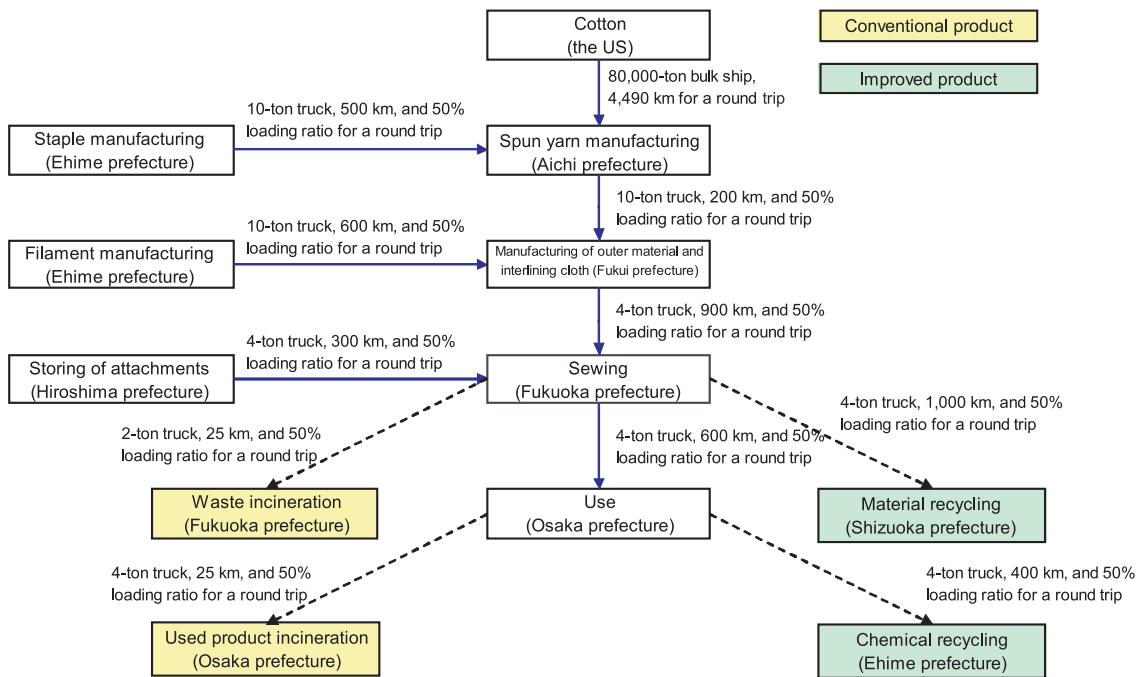 Cotton
(the US)
Conventional product
Improved product
80,000-ton bulk ship,
4,490 km for a round trip
10-ton truck, 500 km, and 50%
loading ratio for a round trip
Staple manufacturing
(Ehime prefecture)
Spun yarn manufacturing
(Aichi prefecture)
10-ton truck, 200 km, and 50%
loading ratio for a round trip
10-ton truck, 600 km, and 50%
loading ratio for a round trip
Filament manufacturing
(Ehime prefecture)
Manufacturing of outer material and
interlining cloth (Fukui prefecture)
4-ton truck, 900 km, and 50%
loading ratio for a round trip
4-ton truck, 300 km, and 50%
loading ratio for a round trip
Storing of attachments
(Hiroshima prefecture)
Sewing
(Fukuoka prefecture)
2-ton truck, 25 km, and 50%
loading ratio for a round trip
4-ton truck, 600 km, and 50%
loading ratio for a round trip
4-ton truck, 1,000 km, and 50%
loading ratio for a round trip
Waste incineration
(Fukuoka prefecture)
Use
(Osaka prefecture)
Material recycling
(Shizuoka prefecture)
4-ton truck, 25 km, and 50%
loading ratio for a round trip
4-ton truck, 400 km, and 50%
loading ratio for a round trip
Used product incineration
(Osaka prefecture)
Chemical recycling
(Ehime prefecture)